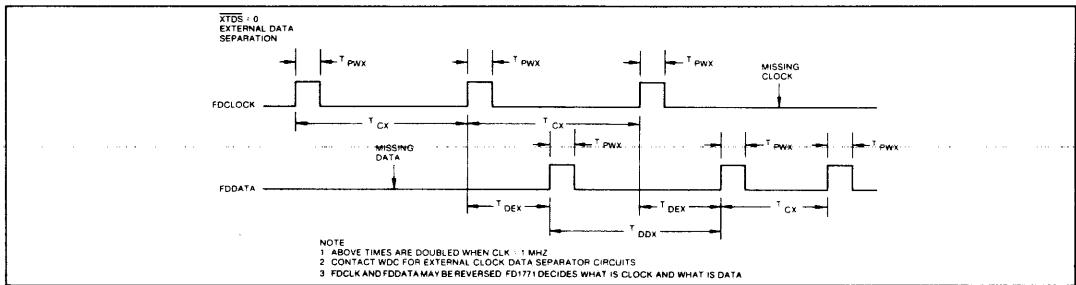 XTDS = 0
EXTERNAL DATA
SEPARATION
T PWX T PWX T PWX
MISSING
CLOCK
FDCLOCK
T CX T CX
MISSING
DATA
T PWX T PWX T PWX
FDDATA
T DEX T DEX T CX
T DDX
NOTE
1 ABOVE TIMES ARE DOUBLED WHEN CLK = 1 MHZ
2 CONTACT WDC FOR EXTERNAL CLOCK DATA SEPARATOR CIRCUITS
3 FDCLK AND FDDATA MAY BE REVERSED FD1771 DECIDES WHAT IS CLOCK AND WHAT IS DATA